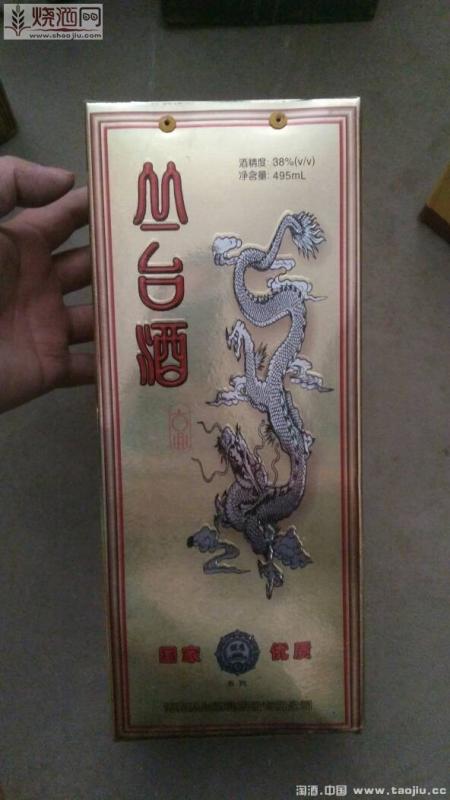 烧酒网
www.shaojiu.com
酒精度: 38%(v/v)
净含量: 495mL
丛台酒
国家 优质
淘酒.中国 www.taojiu.cc